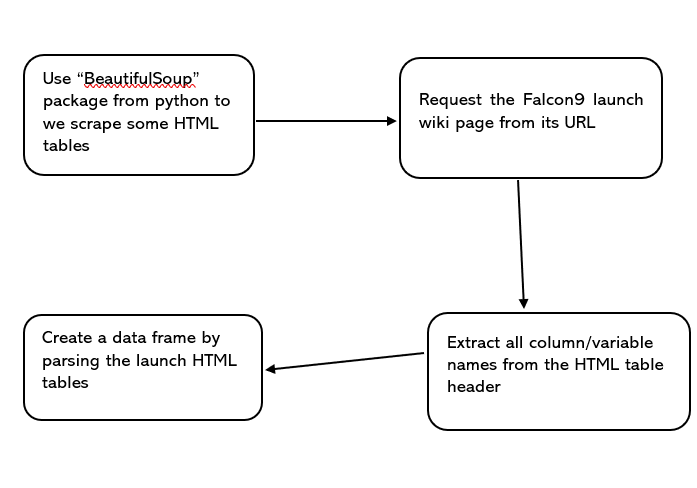 Use “BeautifulSoup”
package from python to
we scrape some HTML
tables
Request the Falcon9 launch
wiki page from its URL
Extract all column/variable
names from the HTML table
header
Create a data frame by
parsing the launch HTML
tables